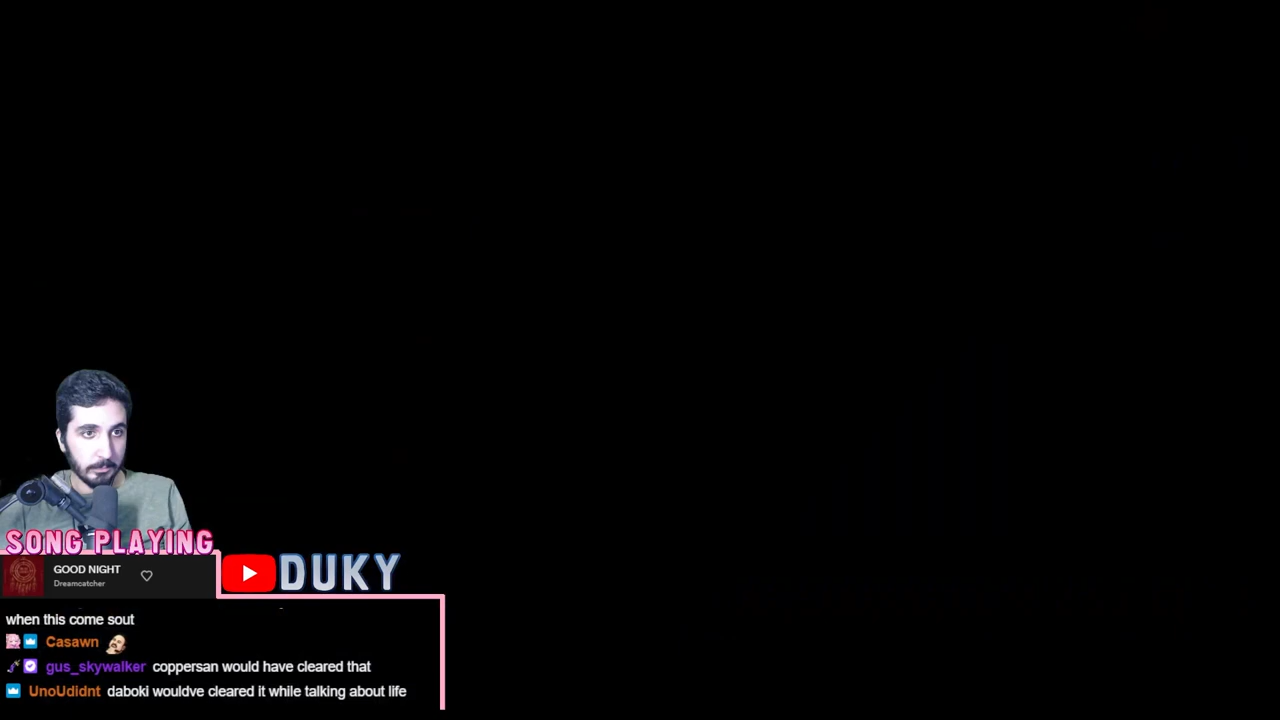 SONG PLAYING
GOOD NIGHT
Dreamcatcher
DUKY
when this come sout
Casawn
gus_skywalker coppersan would have cleared that
UnoUdidnt daboki wouldve cleared it while talking about life